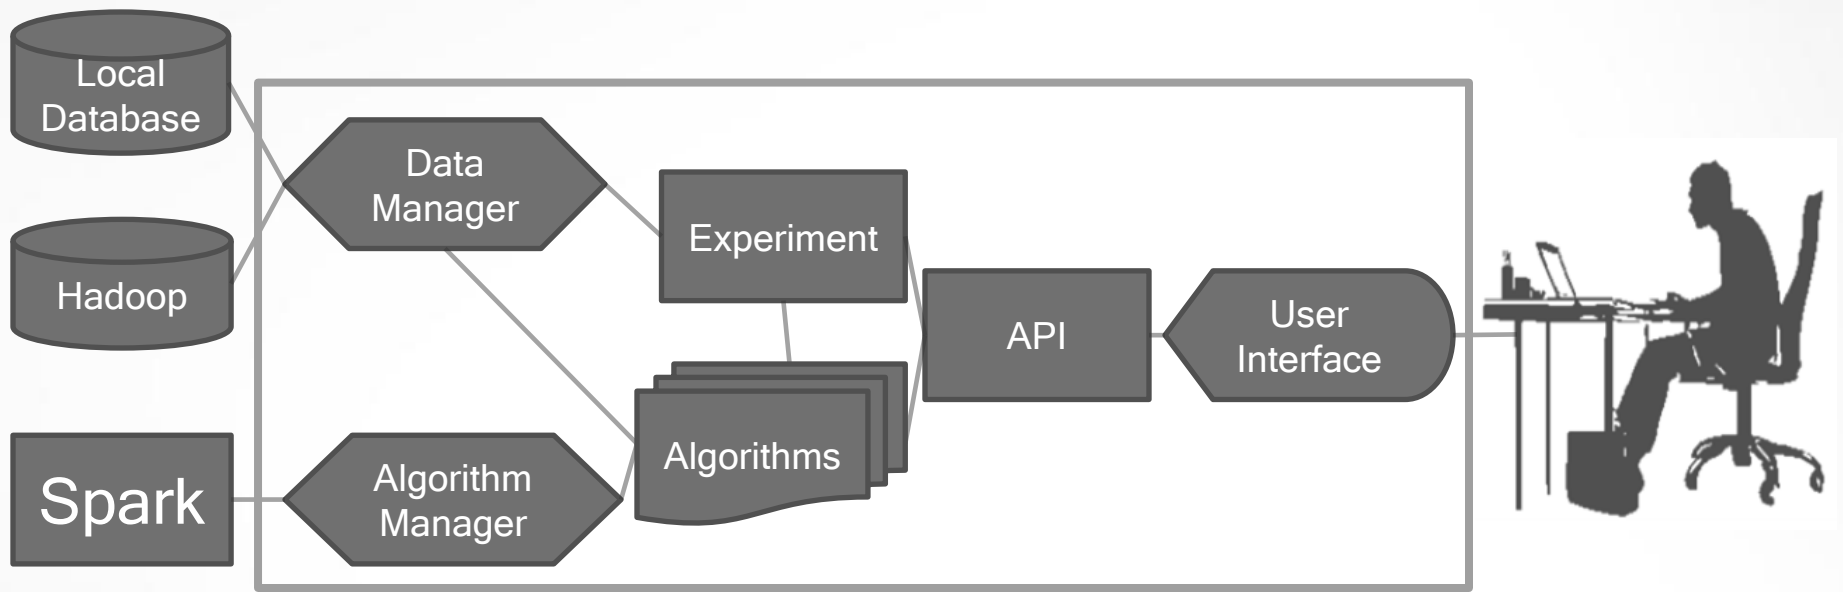 Local
Database
Data
Manager
Hadoop
Experiment
API
User
Interface
Spark
Algorithm
Manager
Algorithms